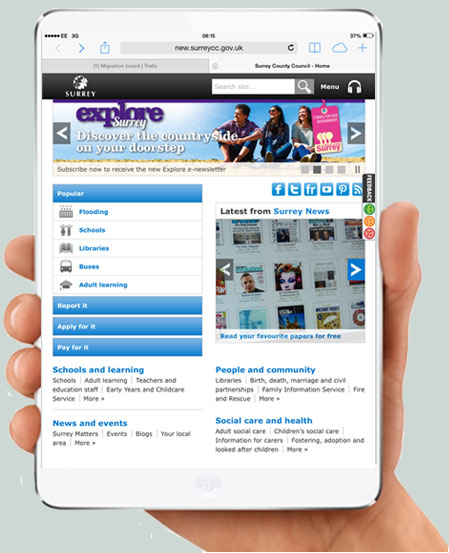 EE 3G 08:15 37%
new.surreycc.gov.uk
(1) Migration board | Trello Surrey County Council - Home
SURREY Search site... Menu
explore
Surrey
Discover the countryside
on your doorstep
Surrey
Subscribe now to receive the new Explore e-newsletter
FEEDBACK
Popular
Flooding
Schools
Libraries
Buses
Adult learning
Report it
Apply for it
Pay for it
Latest from Surrey News
Read your favourite papers for free
Schools and learning
Schools | Adult learning | Teachers and
education staff | Early Years and Childcare
Service | More »
People and community
Libraries | Birth, death, marriage and civil
partnerships | Family Information Service | Fire
and Rescue | More »
News and events
Surrey Matters | Events | Blogs | Your local
area | More »
Social care and health
Adult social care | Children's social care |
Information for carers | Fostering, adoption and
looked after children | More »